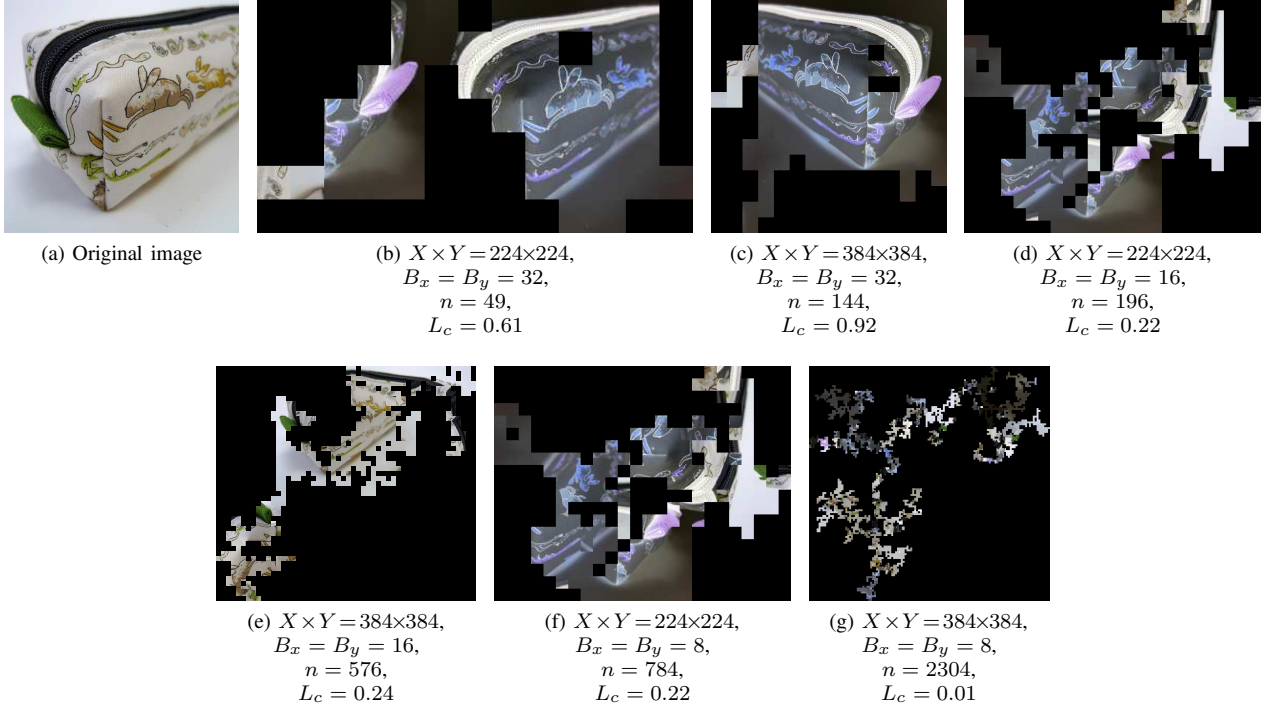 (a) Original image
(b) X × Y = 224×224,
B_x = B_y = 32,
n = 49,
L_c = 0.61
(c) X × Y = 384×384,
B_x = B_y = 32,
n = 144,
L_c = 0.92
(d) X × Y = 224×224,
B_x = B_y = 16,
n = 196,
L_c = 0.22
(e) X × Y = 384×384,
B_x = B_y = 16,
n = 576,
L_c = 0.24
(f) X × Y = 224×224,
B_x = B_y = 8,
n = 784,
L_c = 0.22
(g) X × Y = 384×384,
B_x = B_y = 8,
n = 2304,
L_c = 0.01